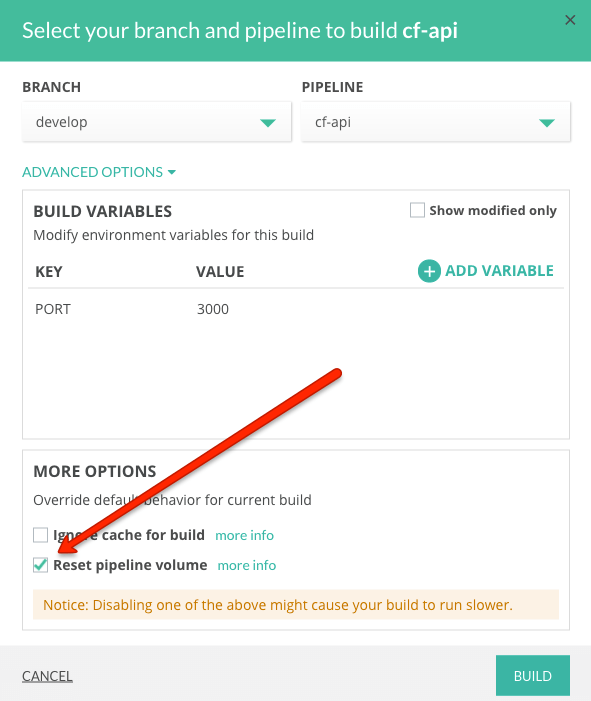 Select your branch and pipeline to build cf-api
BRANCH
PIPELINE
develop
cf-api
ADVANCED OPTIONS
BUILD VARIABLES
Show modified only
Modify environment variables for this build
KEY
VALUE
ADD VARIABLE
PORT
3000
MORE OPTIONS
Override default behavior for current build
Ignore cache for build more info
Reset pipeline volume more info
Notice: Disabling one of the above might cause your build to run slower.
CANCEL
BUILD